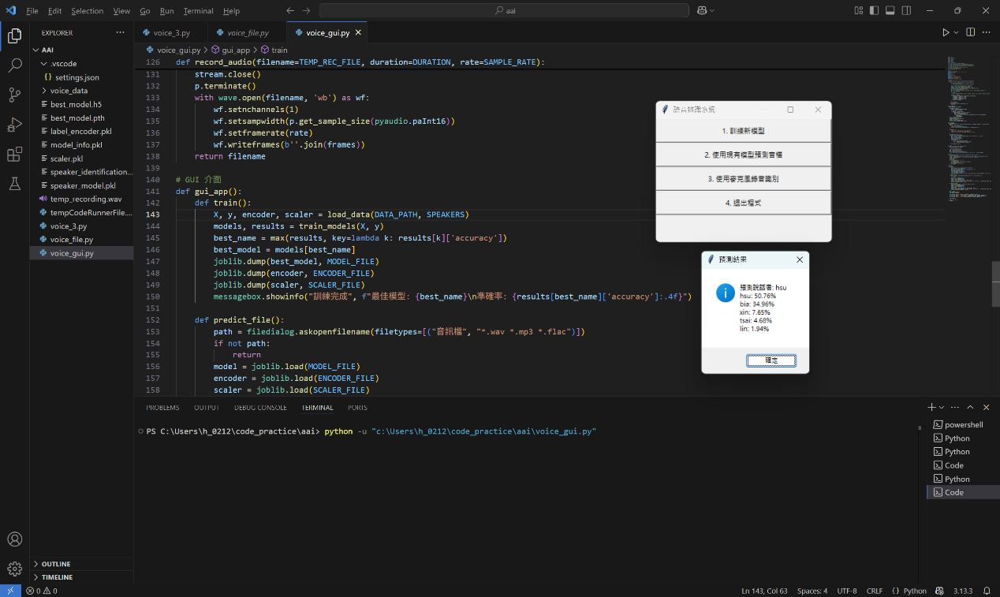 File Edit Selection View Go Run Terminal Help
aai
EXPLORER
AAI
.vscode
{} settings.json
voice_data
best_model.h5
best_model.pth
label_encoder.pkl
model_info.pkl
scaler.pkl
speaker_identification...
speaker_model.pkl
temp_recording.wav
tempCodeRunnerFile....
voice_3.py
voice_file.py
voice_gui.py
OUTLINE
TIMELINE
voice_3.py voice_file.py voice_gui.py
voice_gui.py > gui_app > train
126 def record_audio(filename=TEMP_REC_FILE, duration=DURATION, rate=SAMPLE_RATE):
131 stream.close()
132 p.terminate()
133 with wave.open(filename, 'wb') as wf:
134 wf.setnchannels(1)
135 wf.setsampwidth(p.get_sample_size(pyaudio.paInt16))
136 wf.setframerate(rate)
137 wf.writeframes(b''.join(frames))
138 return filename
139
140 # GUI 介面
141 def gui_app():
142 def train():
143 X, y, encoder, scaler = load_data(DATA_PATH, SPEAKERS)
144 models, results = train_models(X, y)
145 best_name = max(results, key=lambda k: results[k]['accuracy'])
146 best_model = models[best_name]
147 joblib.dump(best_model, MODEL_FILE)
148 joblib.dump(encoder, ENCODER_FILE)
149 joblib.dump(scaler, SCALER_FILE)
150 messagebox.showinfo("訓練完成", f"最佳模型: {best_name}\n準確率: {results[best_name]['accuracy']:.4f}")
151
152 def predict_file():
153 path = filedialog.askopenfilename(filetypes=[("音訊檔", "*.wav *.mp3 *.flac")])
154 if not path:
155 return
156 model = joblib.load(MODEL_FILE)
157 encoder = joblib.load(ENCODER_FILE)
158 scaler = joblib.load(SCALER_FILE)
語音辨識系統
1. 訓練新模型
2. 使用現有模型預測音檔
3. 使用麥克風錄音識別
4. 退出程式
預測結果
預測說話者: hsu
hsu: 50.76%
bia: 34.96%
xin: 7.65%
tsai: 4.68%
lin: 1.94%
確定
PROBLEMS OUTPUT DEBUG CONSOLE TERMINAL PORTS
PS C:\Users\h_0212\code_practice\aai> python -u "c:\Users\h_0212\code_practice\aai\voice_gui.py"
powershell
Python
Python
Code
Python
Code
0 0
Ln 143, Col 63 Spaces: 4 UTF-8 CRLF {} Python 3.13.3